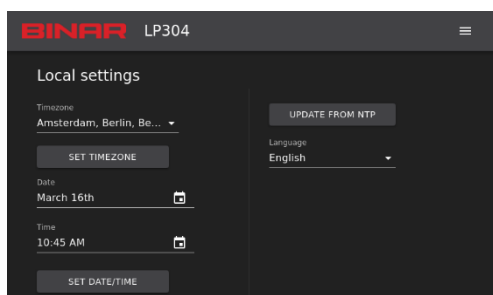 BINAR LP304
Local settings
Timezone
Amsterdam, Berlin, Be...
SET TIMEZONE
Date
March 16th
Time
10:45 AM
SET DATE/TIME
UPDATE FROM NTP
Language
English